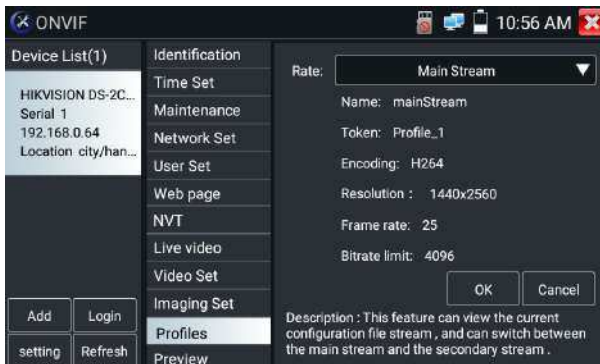 ONVIF
10:56 AM
Device List(1)
HIKVISION DS-2C...
Serial 1
192.168.0.64
Location city/han...
Add
Login
setting
Refresh
Identification
Time Set
Maintenance
Network Set
User Set
Web page
NVT
Live video
Video Set
Imaging Set
Profiles
Preview
Rate:
Main Stream
Name: mainStream
Token: Profile_1
Encoding: H264
Resolution : 1440x2560
Frame rate: 25
Bitrate limit: 4096
OK
Cancel
Description : This feature can view the current
configuration file stream , and can switch between
the main stream and the secondary stream .